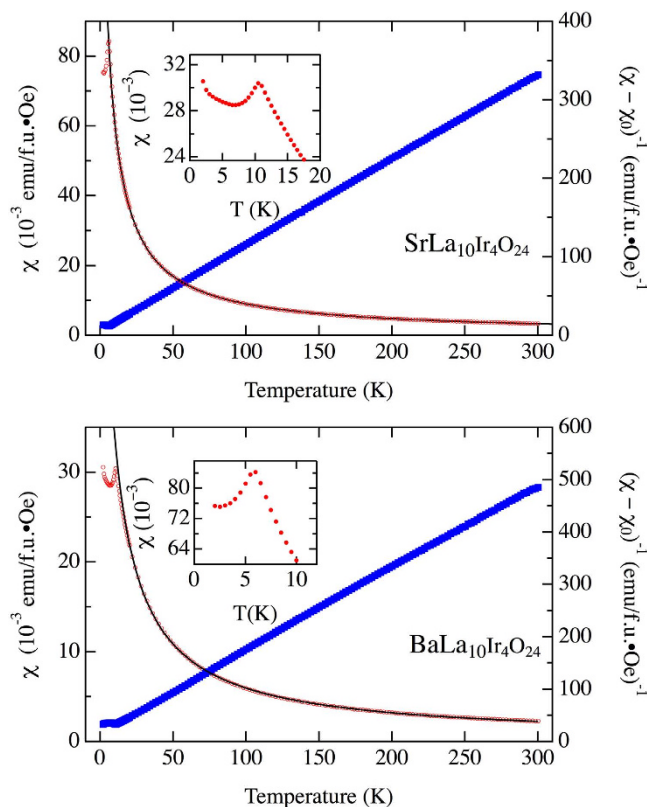 80
60
40
20
0
χ (10⁻³ emu/f.u.•Oe)
400
300
200
100
0
(χ – χ₀)⁻¹ (emu/f.u.•Oe)⁻¹
33
30
27
24
χ (10⁻³)
0 5 10 15 20
T (K)
SrLa₁₀Ir₄O₂₄
0 50 100 150 200 250 300
Temperature (K)
30
20
10
0
χ (10⁻³ emu/f.u.•Oe)
600
500
400
300
200
100
0
(χ – χ₀)⁻¹ (emu/f.u.•Oe)⁻¹
80
72
64
χ (10⁻³)
0 5 10
T(K)
BaLa₁₀Ir₄O₂₄
0 50 100 150 200 250 300
Temperature (K)